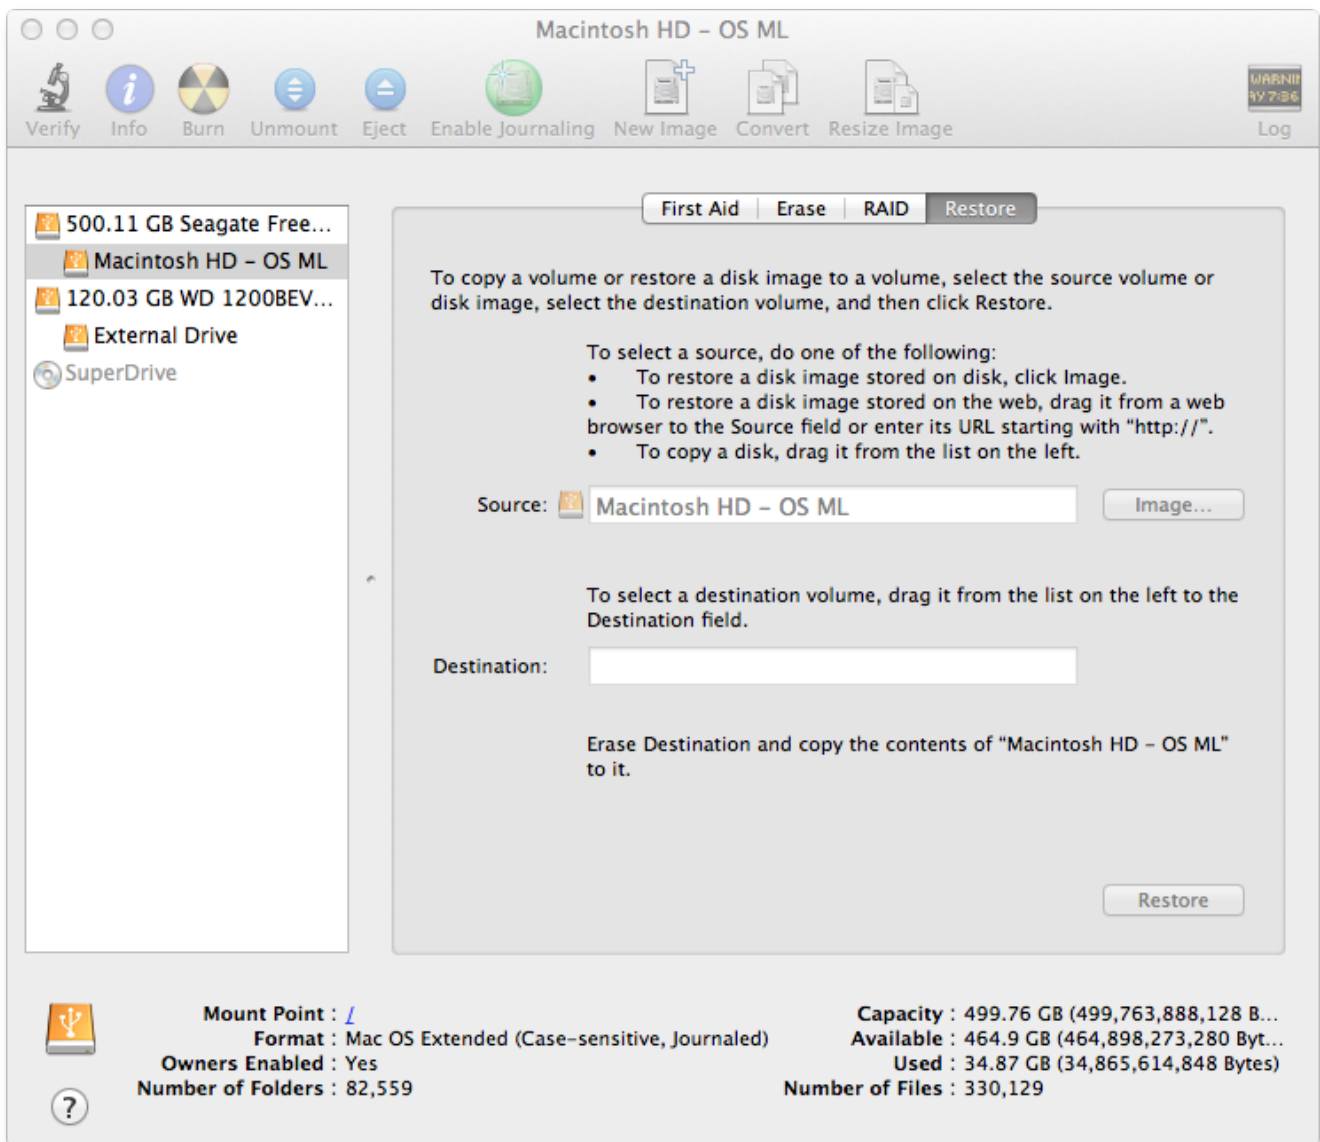 Macintosh HD – OS ML
Verify Info Burn Unmount Eject Enable Journaling New Image Convert Resize Image Log
WARNIN
AY 7:36
500.11 GB Seagate Free...
Macintosh HD – OS ML
120.03 GB WD 1200BEV...
External Drive
SuperDrive
First Aid Erase RAID Restore
To copy a volume or restore a disk image to a volume, select the source volume or
disk image, select the destination volume, and then click Restore.
To select a source, do one of the following:
• To restore a disk image stored on disk, click Image.
• To restore a disk image stored on the web, drag it from a web
browser to the Source field or enter its URL starting with “http://”.
• To copy a disk, drag it from the list on the left.
Source: Macintosh HD – OS ML Image...
To select a destination volume, drag it from the list on the left to the
Destination field.
Destination:
Erase Destination and copy the contents of “Macintosh HD – OS ML”
to it.
Restore
Mount Point : /
Format : Mac OS Extended (Case-sensitive, Journaled)
Owners Enabled : Yes
Number of Folders : 82,559
Capacity : 499.76 GB (499,763,888,128 B...
Available : 464.9 GB (464,898,273,280 Byt...
Used : 34.87 GB (34,865,614,848 Bytes)
Number of Files : 330,129
?